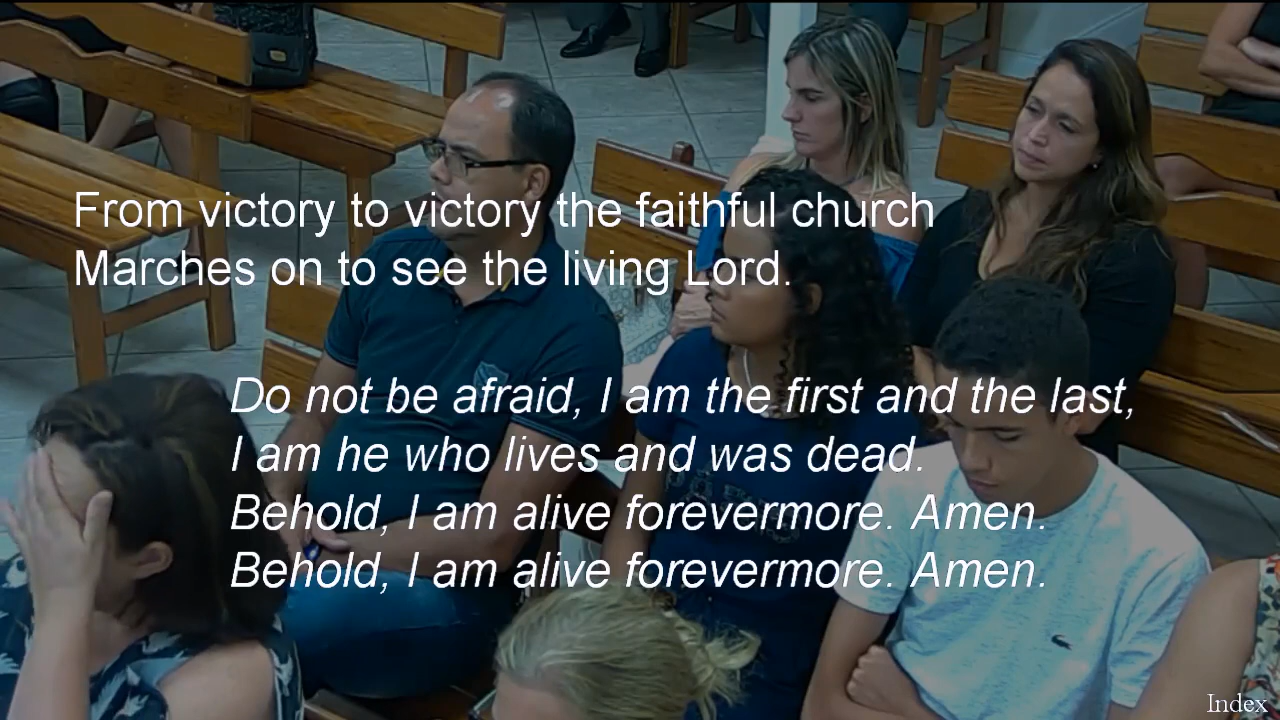 From victory to victory the faithful church
Marches on to see the living Lord.
Do not be afraid, I am the first and the last,
I am he who lives and was dead.
Behold, I am alive forevermore. Amen.
Behold, I am alive forevermore. Amen.
Index